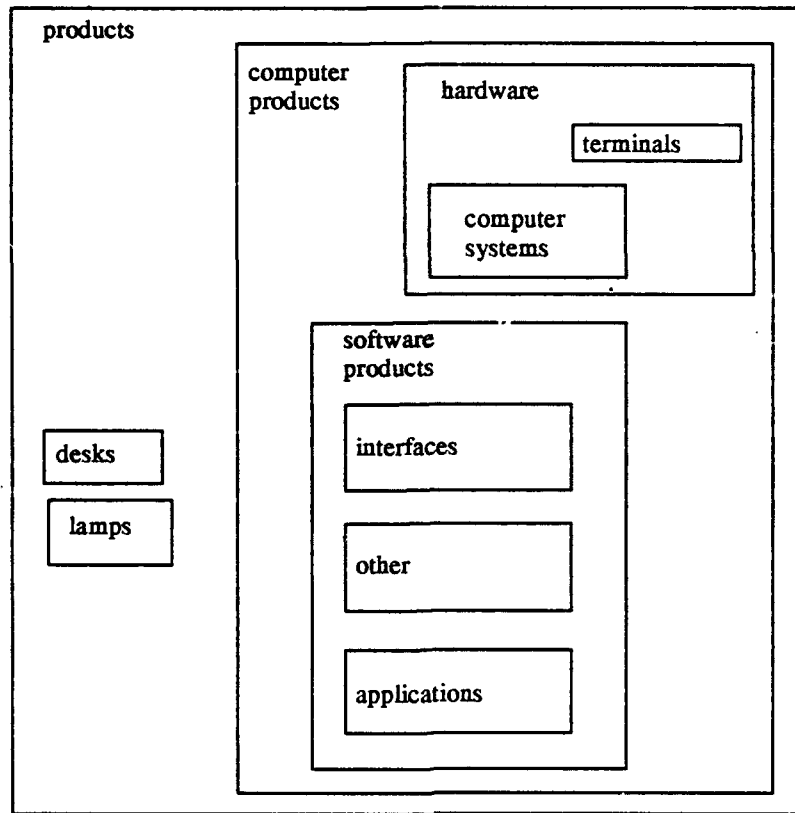 products
computer
products
hardware
terminals
computer
systems
software
products
interfaces
desks
lamps
other
applications